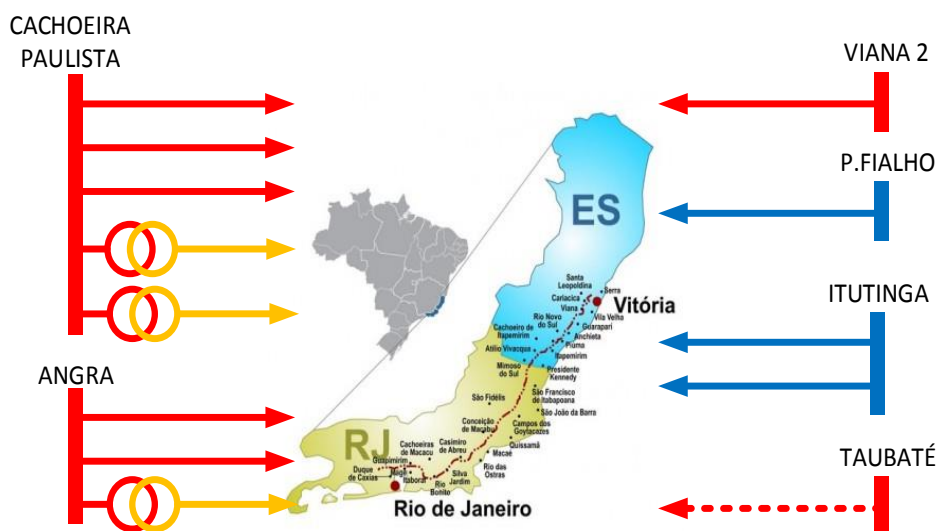 CACHOEIRA
PAULISTA
VIANA 2
P.FIALHO
ITUTINGA
ANGRA
TAUBATÉ
ES
Santa
Leopoldina
Serra
Cariacica
Vitória
Viana
Vila Velha
Rio Novo
do Sul
Guarapari
Cachoeiro de
Itapemirim
Anchieta
Piuma
Atílio Vivacqua
Itapemirim
Mimoso
do Sul
Presidente
Kennedy
São Francisco
de Itabapoana
São Fidélis
São João da Barra
Conceição
de Macabu
Campos dos
Goytacazes
Quissamã
RJ
Cachoeiras
de Macacu
Casimiro
de Abreu
Macaé
Guapimirim
Rio das
Ostras
Duque
de Caxias
Magé
Itaboraí
Silva
Jardim
Rio
Bonito
Rio de Janeiro